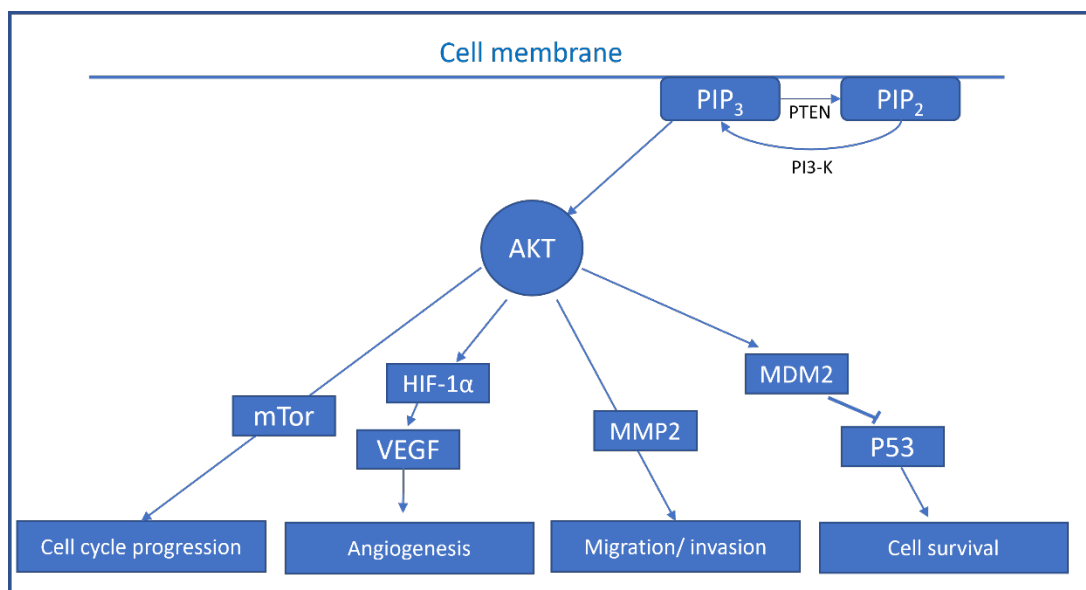 Cell membrane
PIP₃
PTEN
PIP₂
PI3-K
AKT
HIF-1α
MDM2
mTor
VEGF
MMP2
P53
Cell cycle progression
Angiogenesis
Migration/ invasion
Cell survival